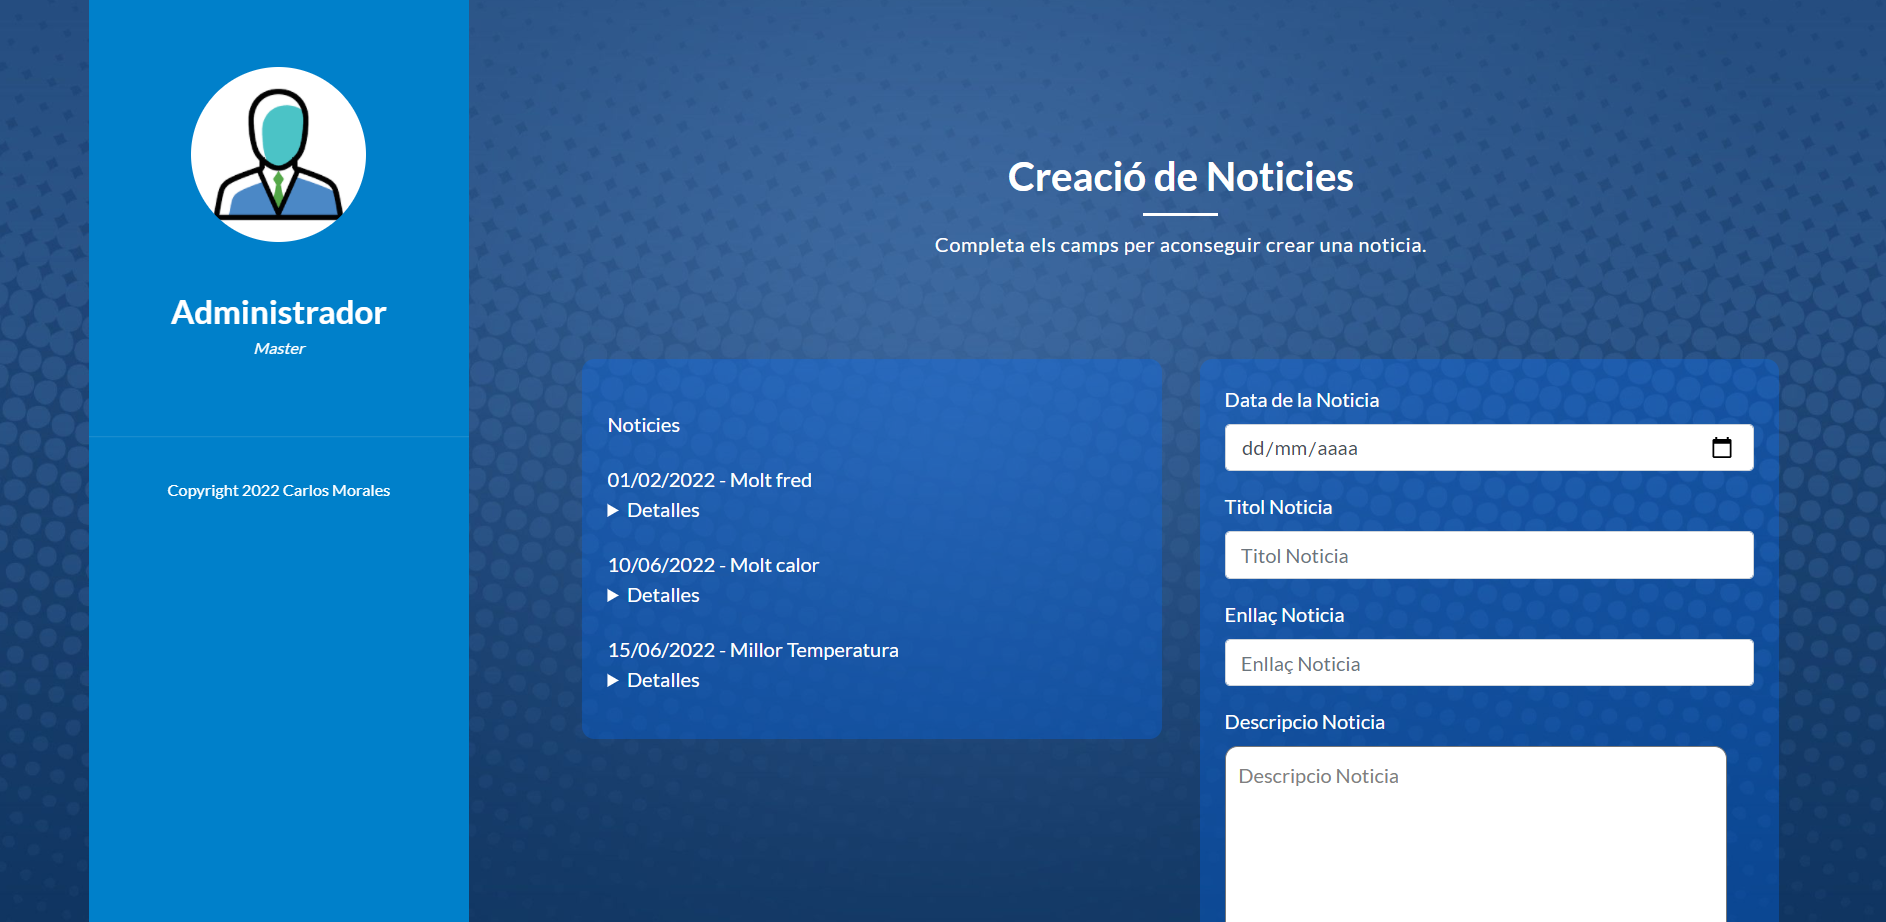 Administrador
Master
Copyright 2022 Carlos Morales
Creació de Noticies
Completa els camps per aconseguir crear una noticia.
Noticies
01/02/2022 - Molt fred
Detalles
10/06/2022 - Molt calor
Detalles
15/06/2022 - Millor Temperatura
Detalles
Data de la Noticia
dd/mm/aaaa
Titol Noticia
Titol Noticia
Enllaç Noticia
Enllaç Noticia
Descripcio Noticia
Descripcio Noticia